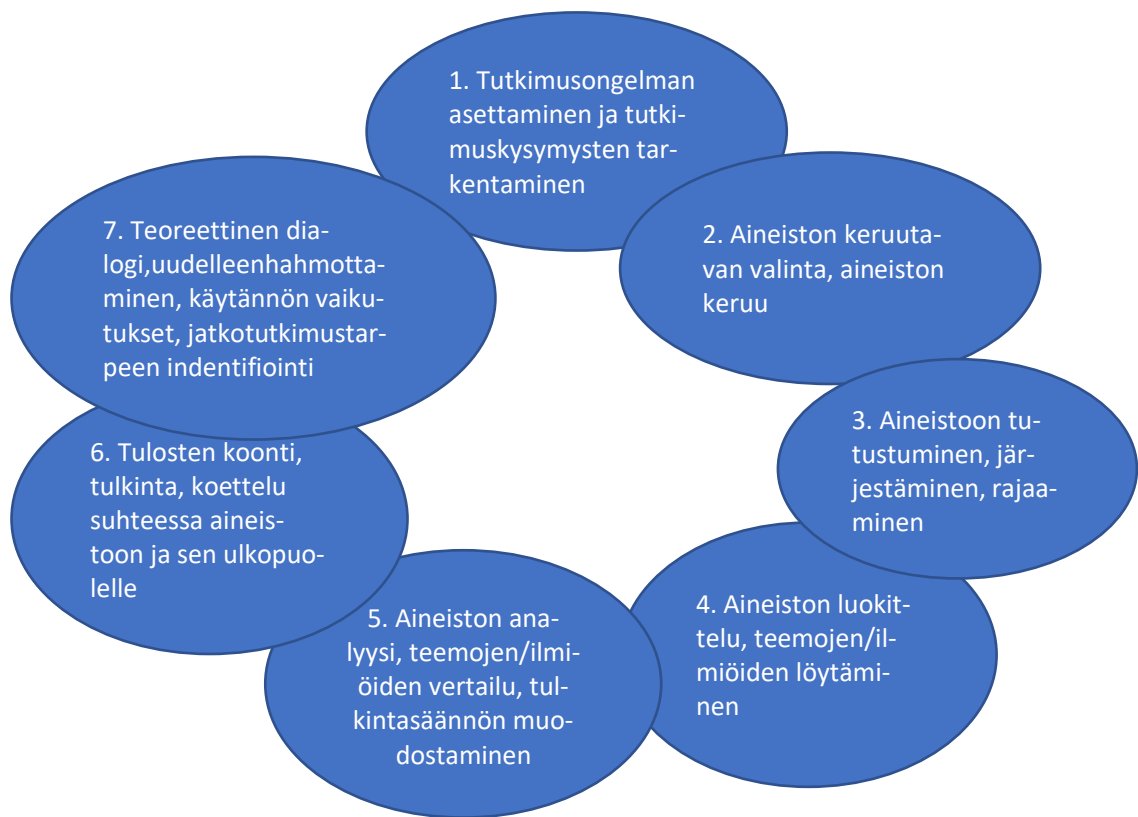 1. Tutkimusongelman
asettaminen ja tutki-
muskysymysten tar-
kentaminen
2. Aineiston keruuta-
van valinta, aineiston
keruu
3. Aineistoon tu-
tustuminen, jär-
jestäminen, rajaa-
minen
4. Aineiston luokit-
telu, teemojen/il-
miöiden löytämi-
nen
5. Aineiston ana-
lyysi, teemojen/ilmi-
öiden vertailu, tul-
kintasäännön muo-
dostaminen
6. Tulosten koonti,
tulkinta, koettelu
suhteessa aineis-
toon ja sen ulkopuo-
lelle
7. Teoreettinen dia-
logi,uudelleenhahmotta-
minen, käytännön vaiku-
tukset, jatkotutkimustar-
peen indentifiointi